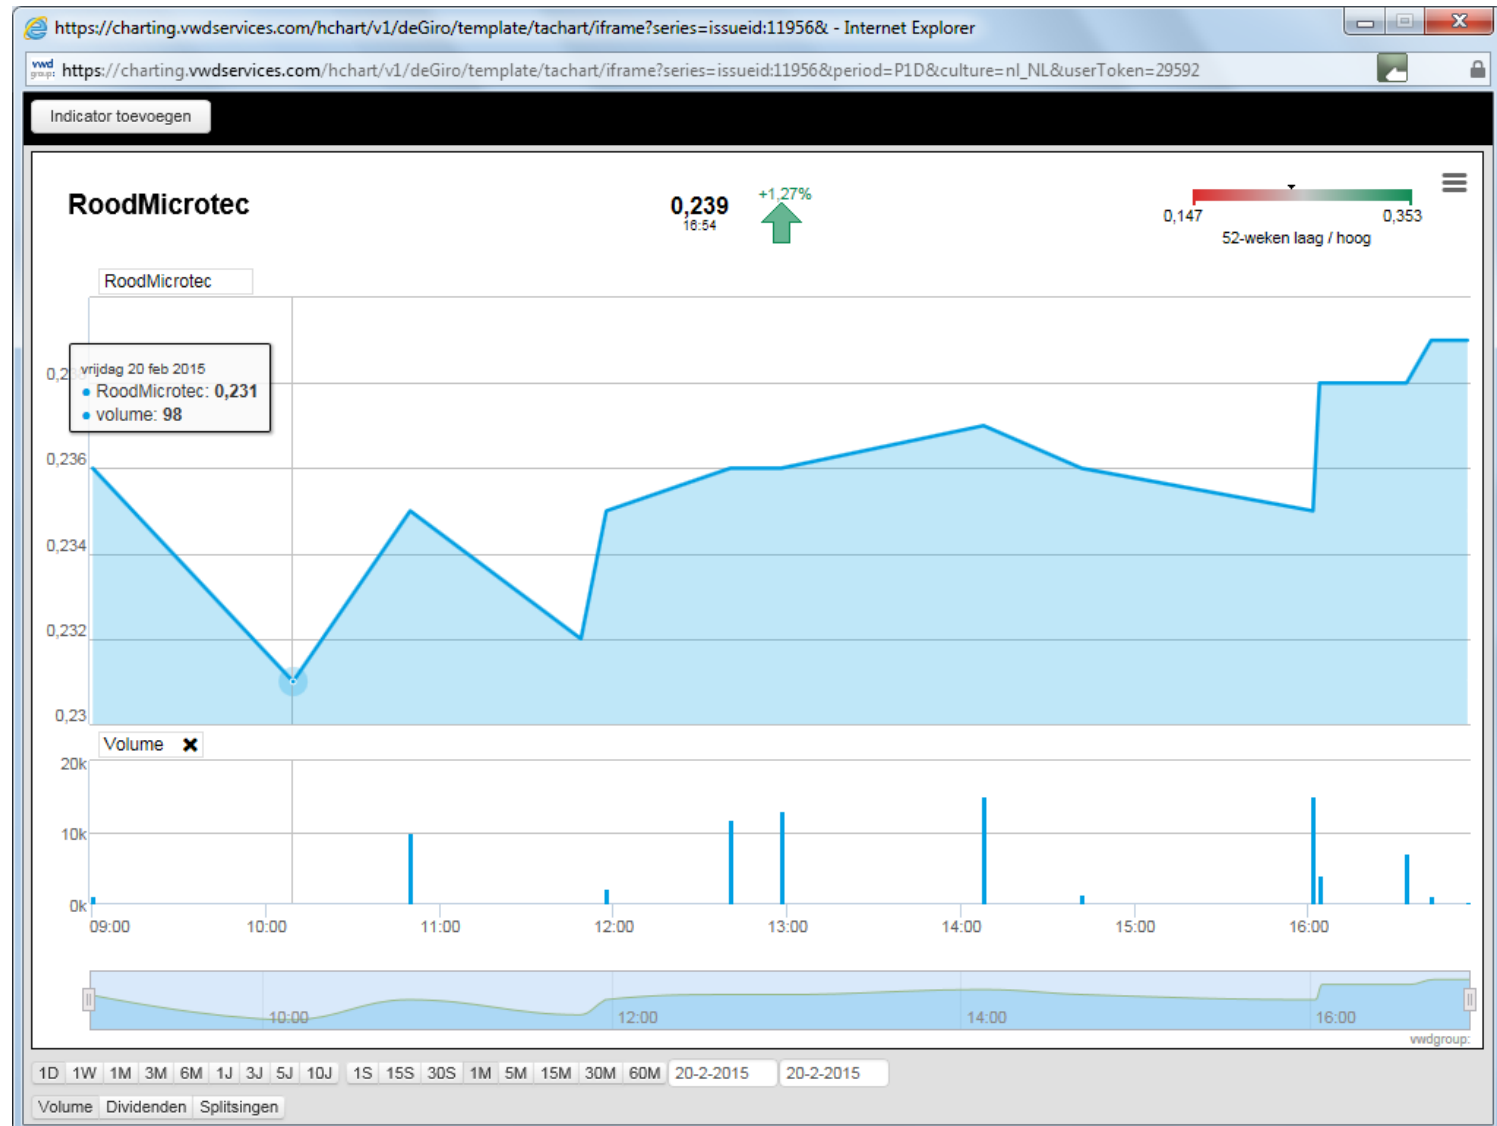 https://charting.vwdservices.com/hchart/v1/deGiro/template/tachart/iframe?series=issueid:11956& - Internet Explorer
vwd group: https://charting.vwdservices.com/hchart/v1/deGiro/template/tachart/iframe?series=issueid:11956&period=P1D&culture=nl_NL&userToken=29592
Indicator toevoegen
RoodMicrotec
0,239
16:54
+1,27%
0,147 0,353
52-weken laag / hoog
RoodMicrotec
vrijdag 20 feb 2015
RoodMicrotec: 0,231
volume: 98
0,236
0,234
0,232
0,23
Volume
20k
10k
0k
09:00 10:00 11:00 12:00 13:00 14:00 15:00 16:00
10:00 12:00 14:00 16:00
vwdgroup:
1D 1W 1M 3M 6M 1J 3J 5J 10J 1S 15S 30S 1M 5M 15M 30M 60M 20-2-2015 20-2-2015
Volume Dividenden Splitsingen